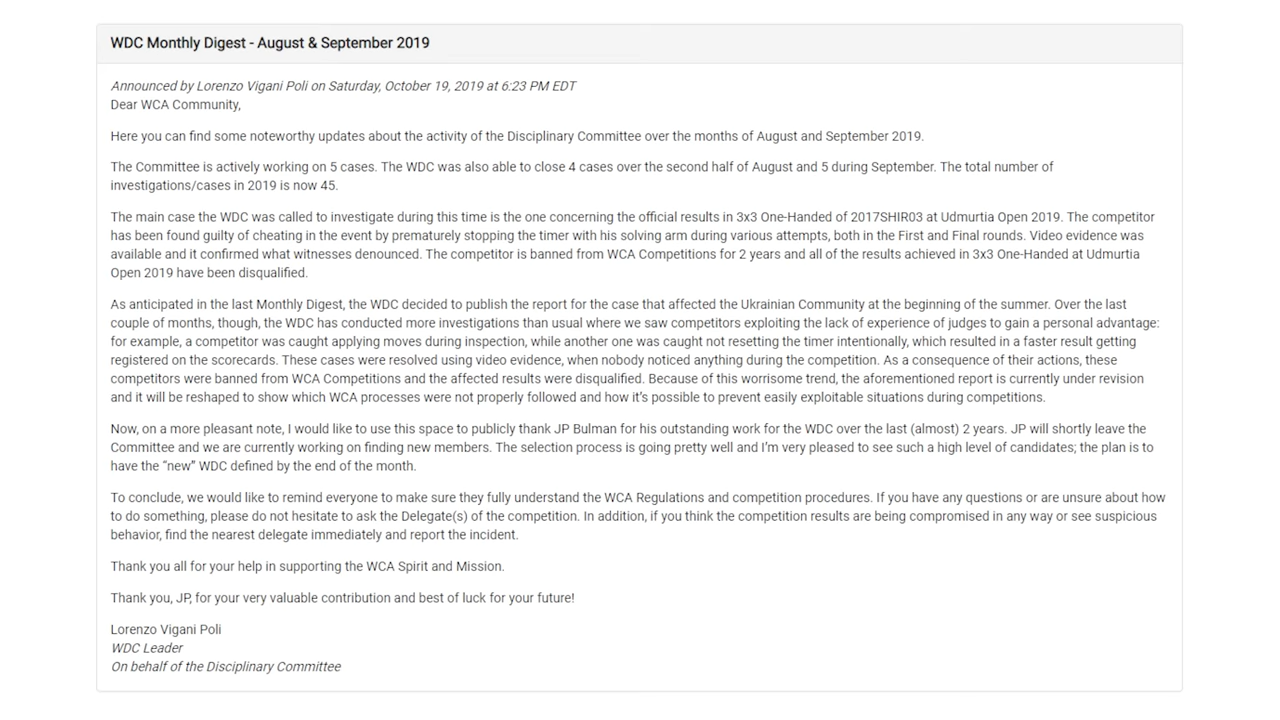 WDC Monthly Digest - August & September 2019
Announced by Lorenzo Vigani Poli on Saturday, October 19, 2019 at 6:23 PM EDT
Dear WCA Community,
Here you can find some noteworthy updates about the activity of the Disciplinary Committee over the months of August and September 2019.
The Committee is actively working on 5 cases. The WDC was also able to close 4 cases over the second half of August and 5 during September. The total number of
investigations/cases in 2019 is now 45.
The main case the WDC was called to investigate during this time is the one concerning the official results in 3x3 One-Handed of 2017SHIR03 at Udmurtia Open 2019. The competitor
has been found guilty of cheating in the event by prematurely stopping the timer with his solving arm during various attempts, both in the First and Final rounds. Video evidence was
available and it confirmed what witnesses denounced. The competitor is banned from WCA Competitions for 2 years and all of the results achieved in 3x3 One-Handed at Udmurtia
Open 2019 have been disqualified.
As anticipated in the last Monthly Digest, the WDC decided to publish the report for the case that affected the Ukrainian Community at the beginning of the summer. Over the last
couple of months, though, the WDC has conducted more investigations than usual where we saw competitors exploiting the lack of experience of judges to gain a personal advantage:
for example, a competitor was caught applying moves during inspection, while another one was caught not resetting the timer intentionally, which resulted in a faster result getting
registered on the scorecards. These cases were resolved using video evidence, when nobody noticed anything during the competition. As a consequence of their actions, these
competitors were banned from WCA Competitions and the affected results were disqualified. Because of this worrisome trend, the aforementioned report is currently under revision
and it will be reshaped to show which WCA processes were not properly followed and how it's possible to prevent easily exploitable situations during competitions.
Now, on a more pleasant note, I would like to use this space to publicly thank JP Bulman for his outstanding work for the WDC over the last (almost) 2 years. JP will shortly leave the
Committee and we are currently working on finding new members. The selection process is going pretty well and I'm very pleased to see such a high level of candidates; the plan is to
have the “new” WDC defined by the end of the month.
To conclude, we would like to remind everyone to make sure they fully understand the WCA Regulations and competition procedures. If you have any questions or are unsure about how
to do something, please do not hesitate to ask the Delegate(s) of the competition. In addition, if you think the competition results are being compromised in any way or see suspicious
behavior, find the nearest delegate immediately and report the incident.
Thank you all for your help in supporting the WCA Spirit and Mission.
Thank you, JP, for your very valuable contribution and best of luck for your future!
Lorenzo Vigani Poli
WDC Leader
On behalf of the Disciplinary Committee